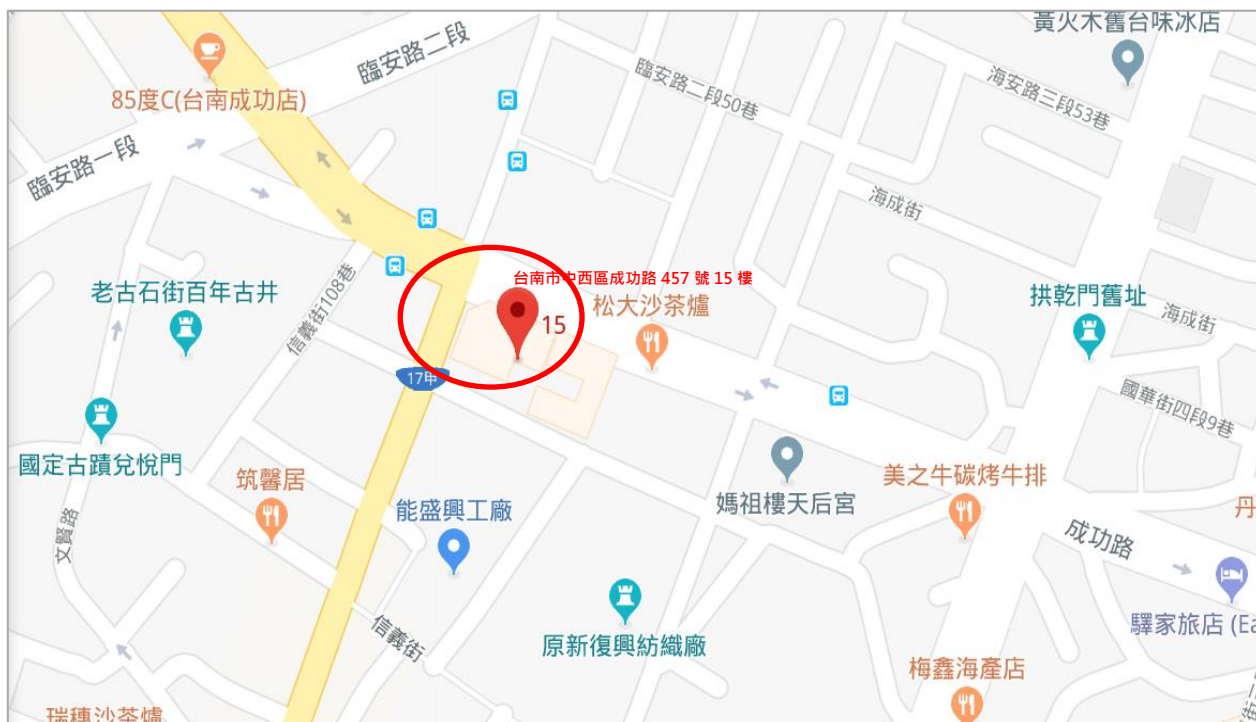 黃火木舊台味冰店
臨安路二段
85度C(台南成功店)
臨安路二段50巷
海安路三段53巷
臨安路一段
海成街
台南市中西區成功路 457 號 15 樓
老古石街百年古井
信義街108巷
15
松大沙茶爐
拱乾門舊址
海成街
17甲
國華街四段9巷
國定古蹟兌悅門
筑馨居
媽祖樓天后宮
美之牛碳烤牛排
丹
能盛興工廠
文賢路
成功路
信義街
原新復興紡織廠
驛家旅店 (Ea
梅鑫海產店
瑞穗沙茶爐